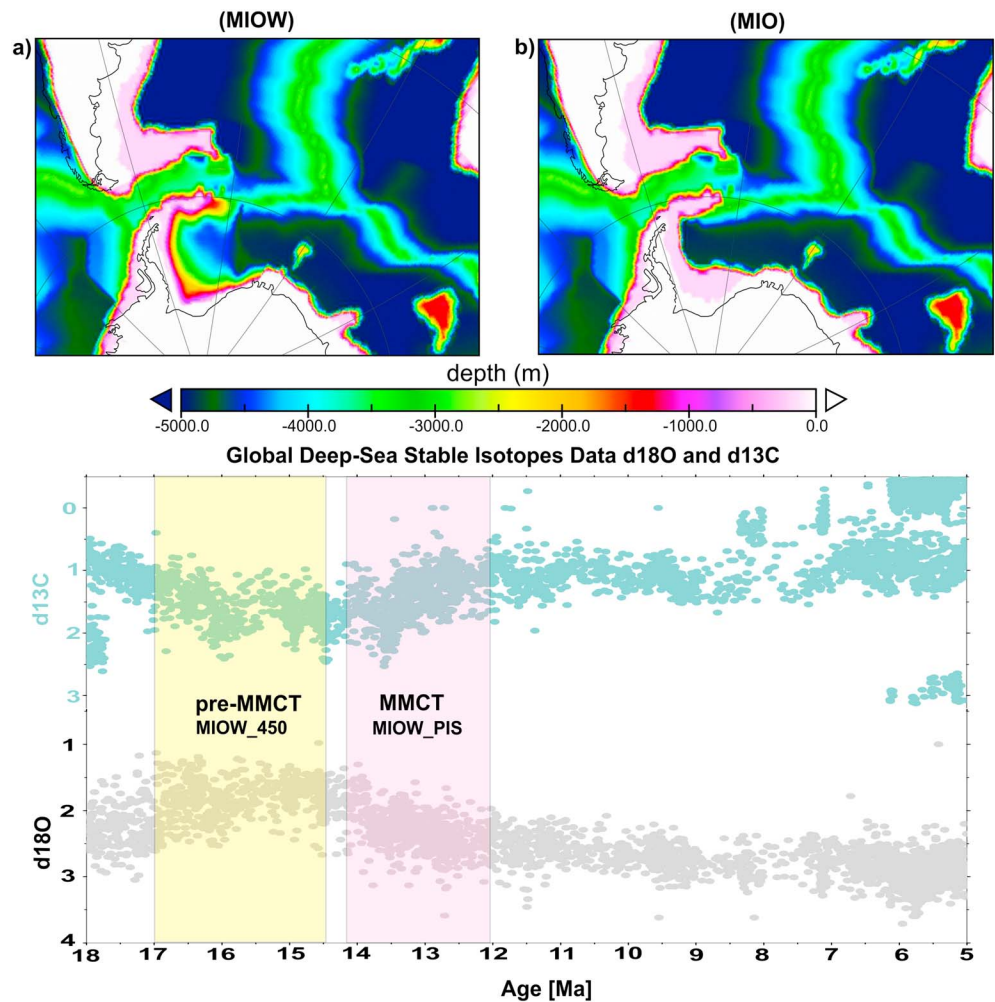 (MIOW) (MIO)
a) b)
depth (m)
-5000.0 -4000.0 -3000.0 -2000.0 -1000.0 0.0
Global Deep-Sea Stable Isotopes Data d18O and d13C
0
1
2
3
d13C
pre-MMCT MMCT
MIOW_450 MIOW_PIS
1
2
3
4
d18O
18 17 16 15 14 13 12 11 10 9 8 7 6 5
Age [Ma]